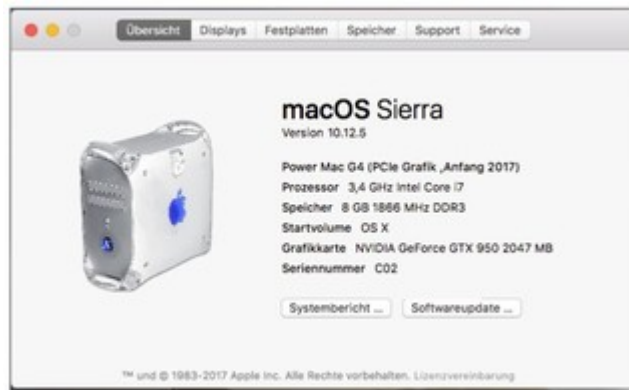 Übersicht Displays Festplatten Speicher Support Service
macOS Sierra
Version 10.12.5
Power Mac G4 (PCIe Grafik „Anfang 2017)
Prozessor 3,4 GHz Intel Core i7
Speicher 8 GB 1866 MHz DDR3
Startvolume OS X
Grafikkarte NVIDIA GeForce GTX 950 2047 MB
Seriennummer C02
Systembericht ... Softwareupdate ...
™ und © 1983-2017 Apple Inc. Alle Rechte vorbehalten. Lizenzvereinbarung